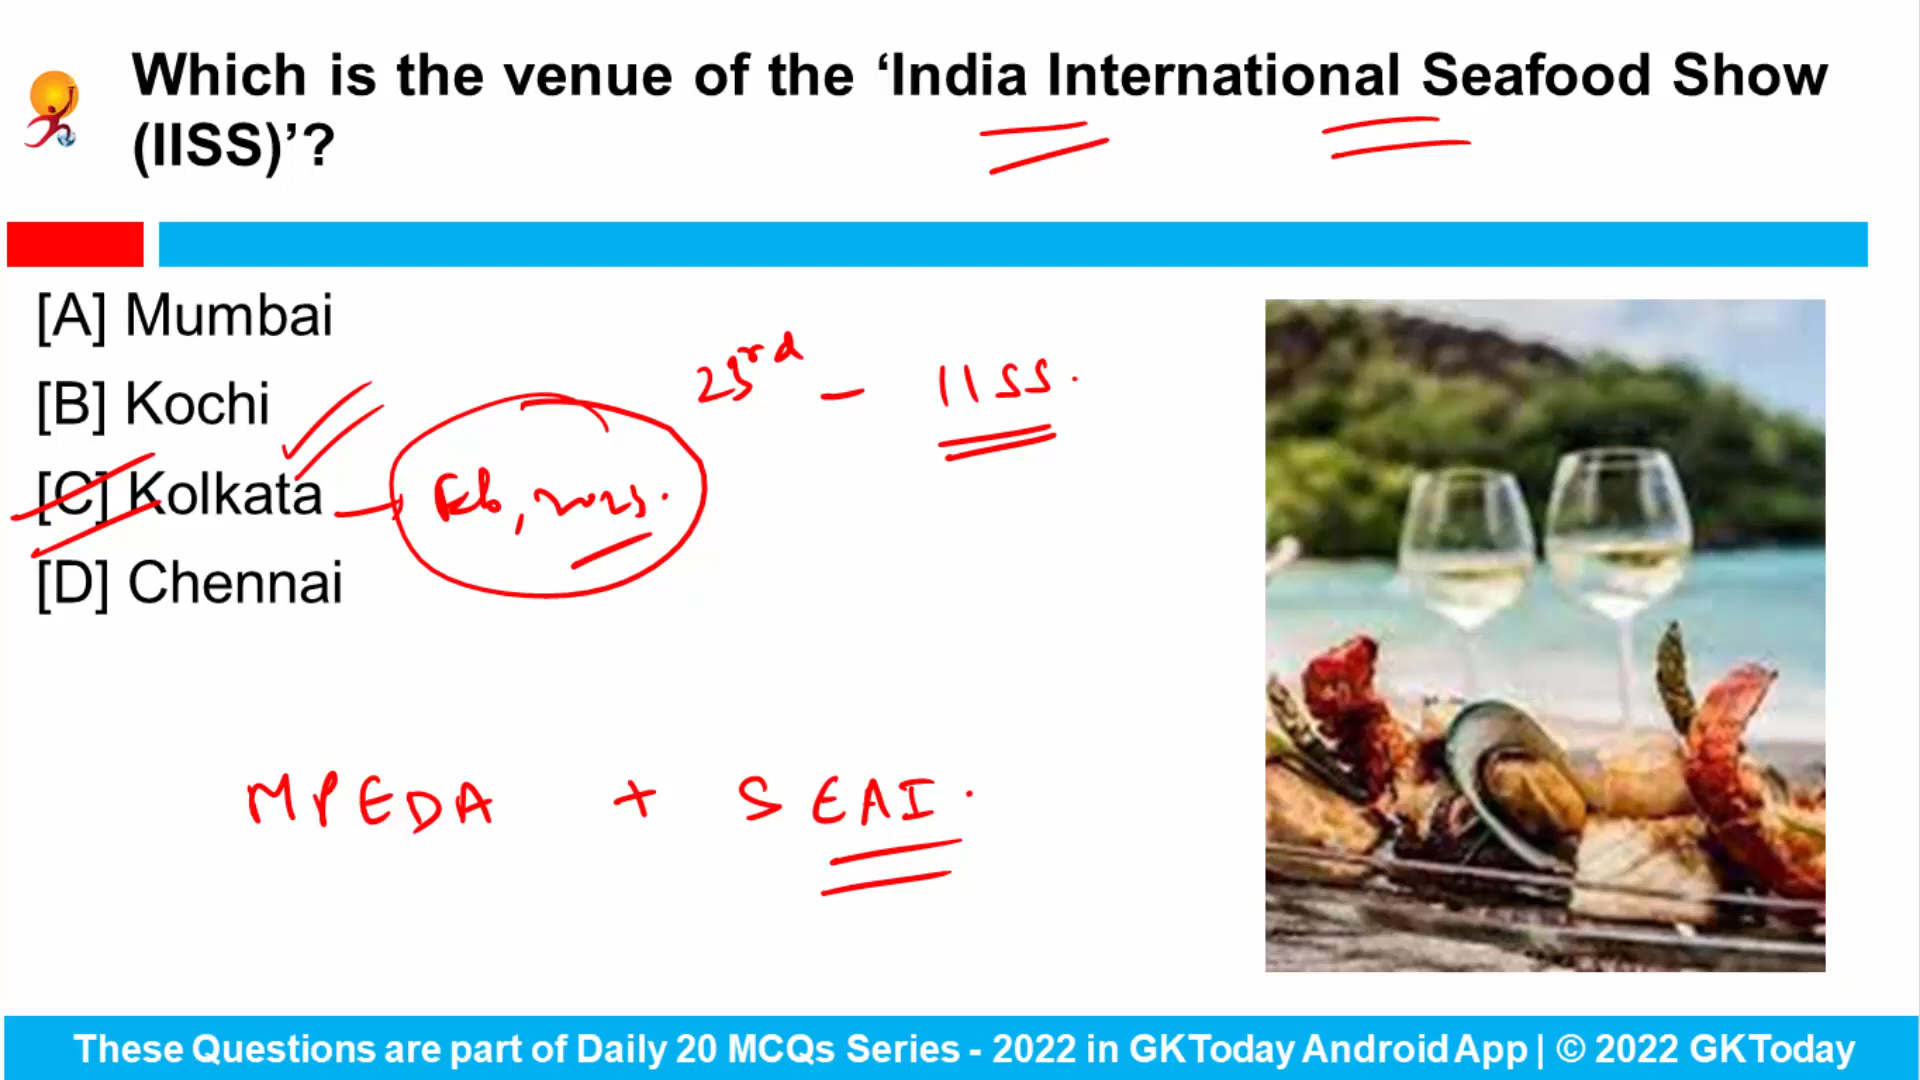 Which is the venue of the ‘India International Seafood Show
(IISS)’?
[A] Mumbai
[B] Kochi
[C] Kolkata
[D] Chennai
23rd – IISS.
Feb, 2023.
MPEDA + SEAI.
These Questions are part of Daily 20 MCQs Series - 2022 in GKToday Android App | © 2022 GKToday